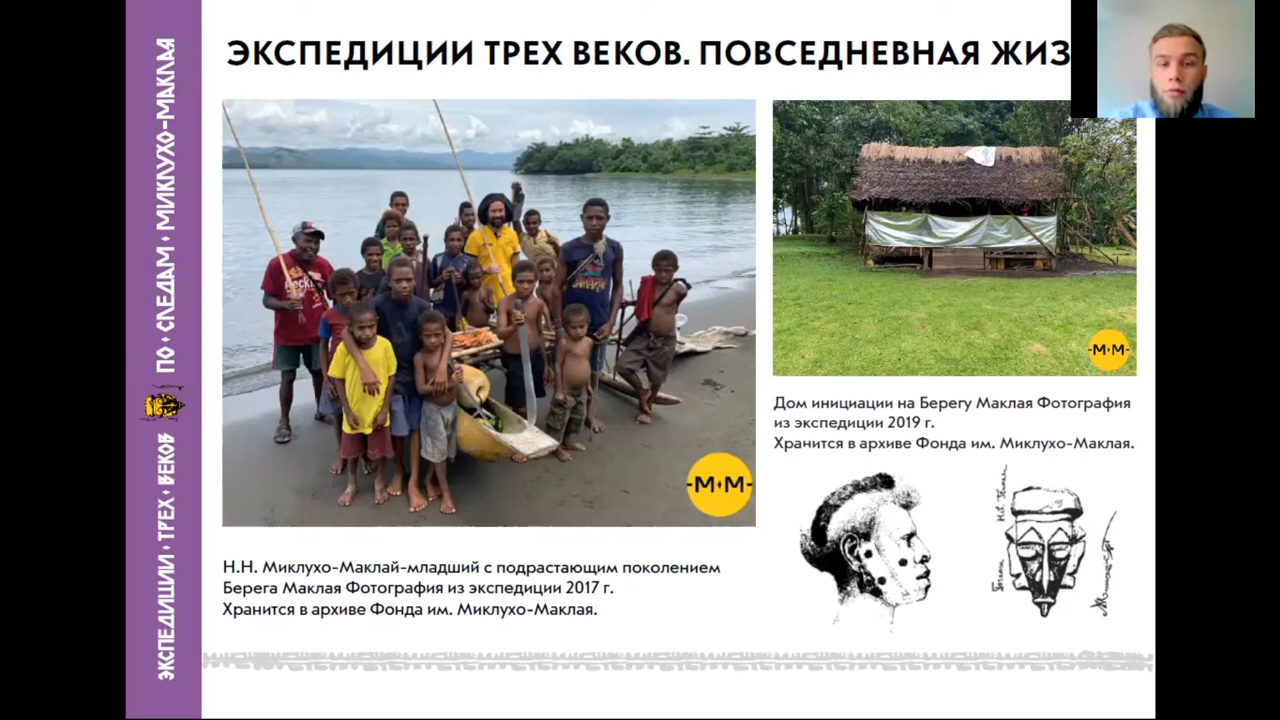 ЭКСПЕДИЦИИ ТРЕХ ВЕКОВ. ПОВСЕДНЕВНАЯ ЖИЗ
ЭКСПЕДИЦИИ • ТРЕХ • ВЕКОВ
ПО • СЛЕДАМ • МИКЛУХО-МАКЛАЯ
-М•М-
-М•М-
Дом инициации на Берегу Маклая Фотография
из экспедиции 2019 г.
Хранится в архиве Фонда им. Миклухо-Маклая.
Н.Н. Миклухо-Маклай-младший с подрастающим поколением
Берега Маклая Фотография из экспедиции 2017 г.
Хранится в архиве Фонда им. Миклухо-Маклая.